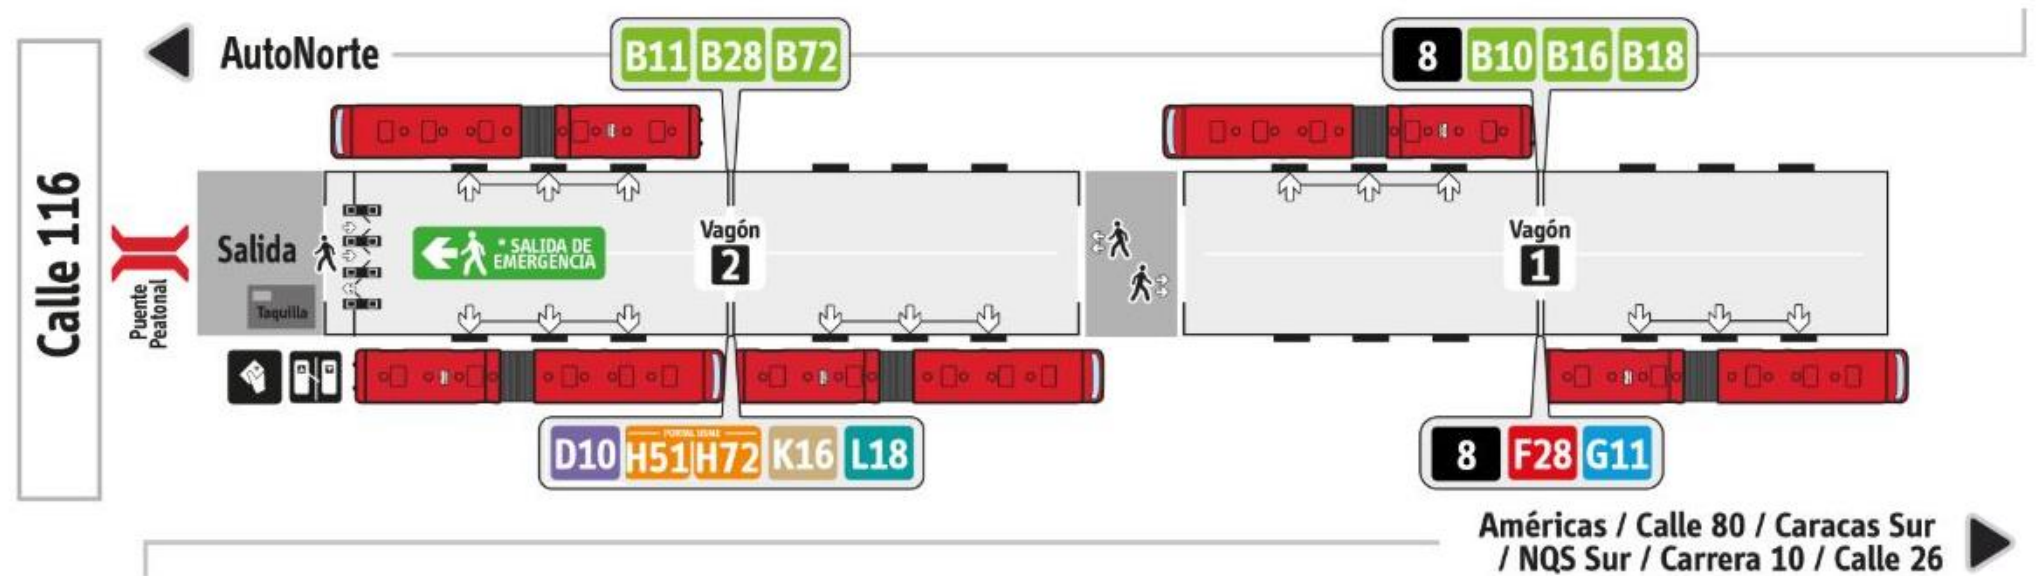 AutoNorte
B11 B28 B72
8 B10 B16 B18
Calle 116
Puente
Peatonal
Salida
Taquilla
* SALIDA DE
EMERGENCIA
Vagón
2
Vagón
1
PORTAL USME
D10 H51 H72 K16 L18
8 F28 G11
Américas / Calle 80 / Caracas Sur
/ NQS Sur / Carrera 10 / Calle 26